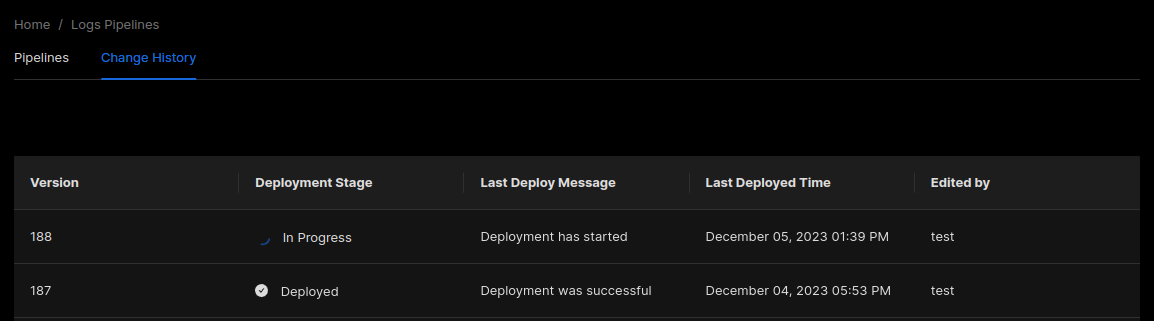 Home / Logs Pipelines
Pipelines Change History
Version Deployment Stage Last Deploy Message Last Deployed Time Edited by
188 In Progress Deployment has started December 05, 2023 01:39 PM test
187 Deployed Deployment was successful December 04, 2023 05:53 PM test